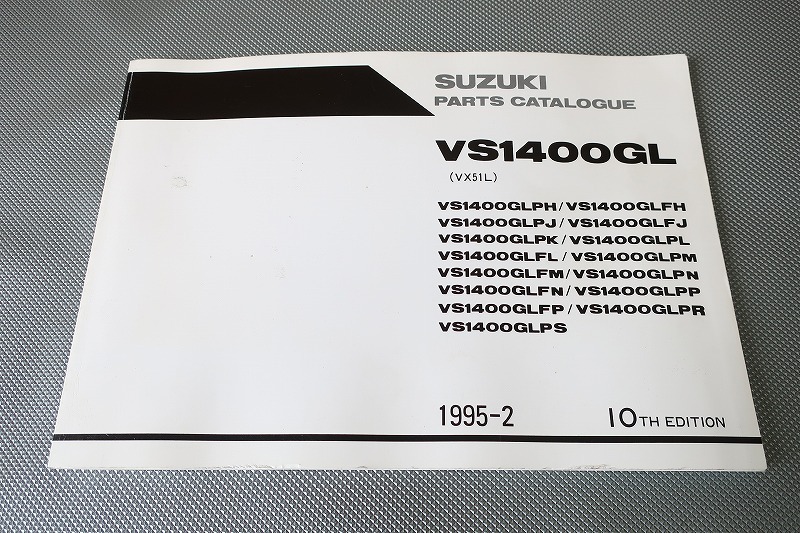 SUZUKI
PARTS CATALOGUE
VS1400GL
(VX51L)
VS1400GLPH/VS1400GLFH
VS1400GLPJ/VS1400GLFJ
VS1400GLPK/VS1400GLPL
VS1400GLFL/VS1400GLPM
VS1400GLFM/VS1400GLPN
VS1400GLFN/VS1400GLPP
VS1400GLFP/VS1400GLPR
VS1400GLPS
1995-2 10TH EDITION